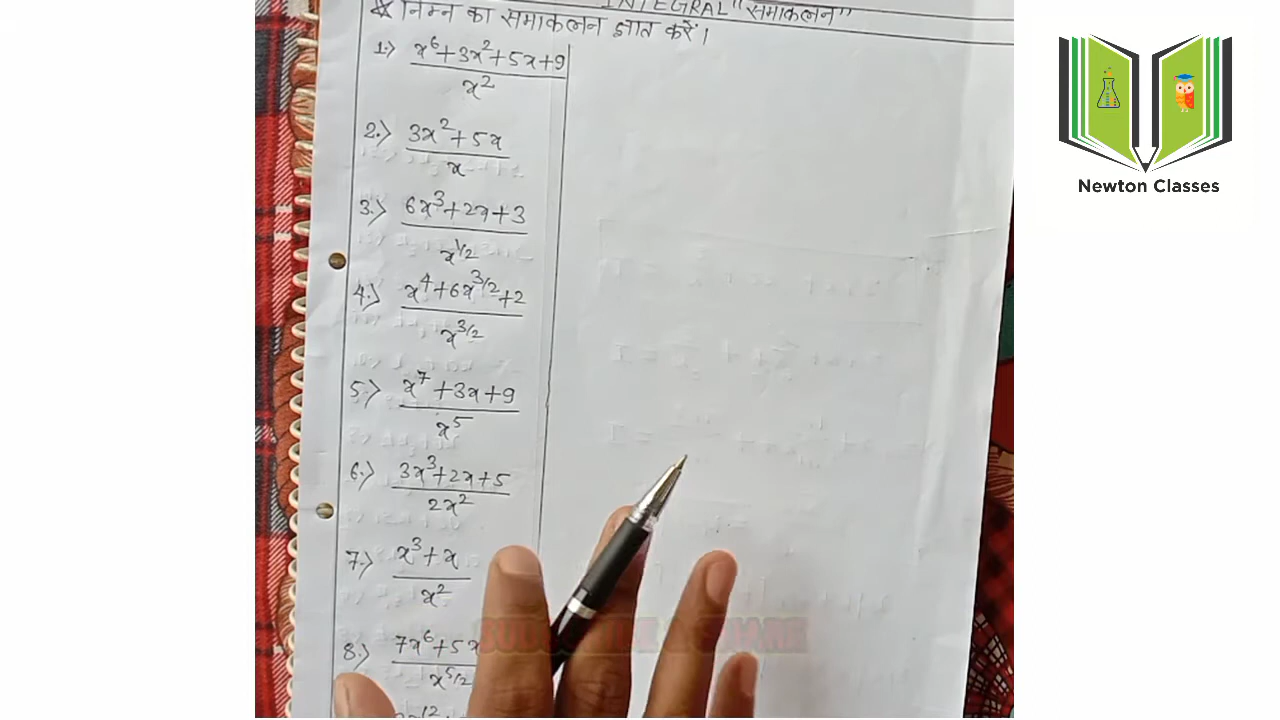 INTEGRAL "समाकलन"
☆ निम्न का समाकलन ज्ञात करें।
1.) (x⁶+3x²+5x+9)/x²
2.) (3x²+5x)/x
3.) (6x³+2x+3)/x^(1/2)
4.) (x⁴+6x^(3/2)+2)/x^(3/2)
5.) (x⁷+3x+9)/x⁵
6.) (3x³+2x+5)/2x²
7.) (x³+x)/x²
8.) (7x⁶+5x)/x^(5/2)
Newton Classes